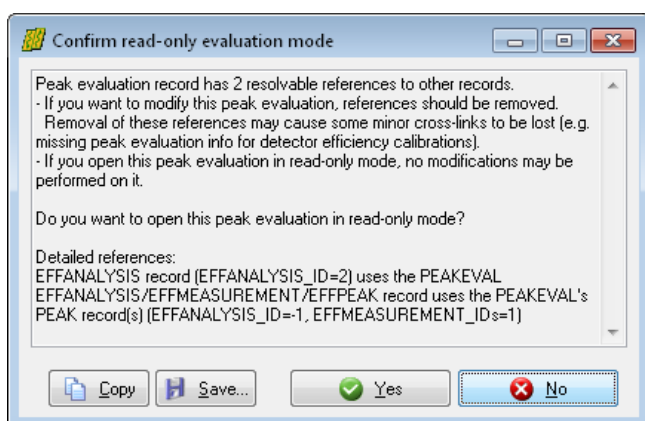 Confirm read-only evaluation mode
Peak evaluation record has 2 resolvable references to other records.
- If you want to modify this peak evaluation, references should be removed.
Removal of these references may cause some minor cross-links to be lost (e.g.
missing peak evaluation info for detector efficiency calibrations).
- If you open this peak evaluation in read-only mode, no modifications may be
performed on it.
Do you want to open this peak evaluation in read-only mode?
Detailed references:
EFFANALYSIS record (EFFANALYSIS_ID=2) uses the PEAKEVAL
EFFANALYSIS/EFFMEASUREMENT/EFFPEAK record uses the PEAKEVAL's
PEAK record(s) (EFFANALYSIS_ID=-1, EFFMEASUREMENT_IDs=1)
Copy Save... Yes No